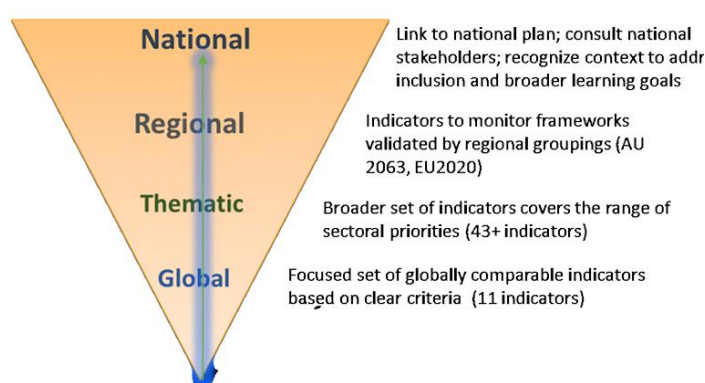 National
Link to national plan; consult national
stakeholders; recognize context to addr
inclusion and broader learning goals
Regional
Indicators to monitor frameworks
validated by regional groupings (AU
2063, EU2020)
Thematic
Broader set of indicators covers the range of
sectoral priorities (43+ indicators)
Global
Focused set of globally comparable indicators
based on clear criteria (11 indicators)